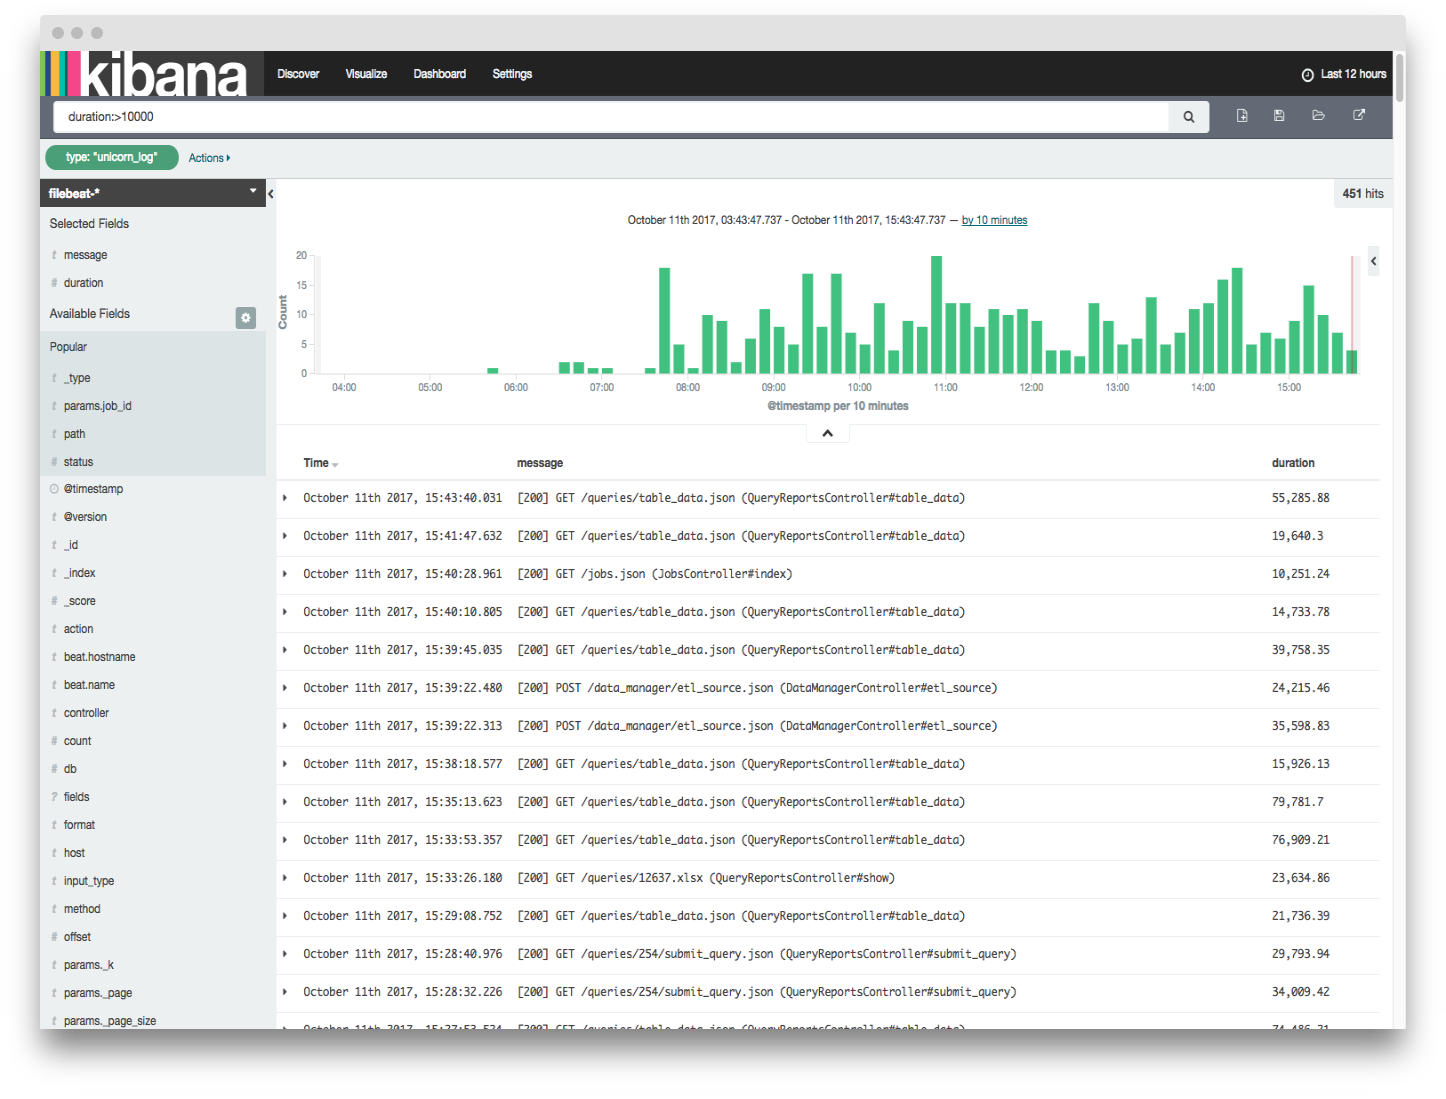 kibana
Discover Visualize Dashboard Settings Last 12 hours
duration:>10000
type: "unicorn_log" Actions
filebeat-*
451 hits
Selected Fields
t message
# duration
Available Fields
Popular
t _type
t params.job_id
t path
# status
@timestamp
t @version
t _id
t _index
# _score
t action
t beat.hostname
t beat.name
t controller
# count
# db
? fields
t format
t host
t input_type
t method
# offset
t params._k
t params._page
t params._page_size
October 11th 2017, 03:43:47.737 - October 11th 2017, 15:43:47.737 — by 10 minutes
Count
20
15
10
5
0
04:00 05:00 06:00 07:00 08:00 09:00 10:00 11:00 12:00 13:00 14:00 15:00
@timestamp per 10 minutes
Time message duration
October 11th 2017, 15:43:40.031 [200] GET /queries/table_data.json (QueryReportsController#table_data) 55,285.88
October 11th 2017, 15:41:47.632 [200] GET /queries/table_data.json (QueryReportsController#table_data) 19,640.3
October 11th 2017, 15:40:28.961 [200] GET /jobs.json (JobsController#index) 10,251.24
October 11th 2017, 15:40:10.805 [200] GET /queries/table_data.json (QueryReportsController#table_data) 14,733.78
October 11th 2017, 15:39:45.035 [200] GET /queries/table_data.json (QueryReportsController#table_data) 39,758.35
October 11th 2017, 15:39:22.480 [200] POST /data_manager/etl_source.json (DataManagerController#etl_source) 24,215.46
October 11th 2017, 15:39:22.313 [200] POST /data_manager/etl_source.json (DataManagerController#etl_source) 35,598.83
October 11th 2017, 15:38:18.577 [200] GET /queries/table_data.json (QueryReportsController#table_data) 15,926.13
October 11th 2017, 15:35:13.623 [200] GET /queries/table_data.json (QueryReportsController#table_data) 79,781.7
October 11th 2017, 15:33:53.357 [200] GET /queries/table_data.json (QueryReportsController#table_data) 76,909.21
October 11th 2017, 15:33:26.180 [200] GET /queries/12637.xlsx (QueryReportsController#show) 23,634.86
October 11th 2017, 15:29:08.752 [200] GET /queries/table_data.json (QueryReportsController#table_data) 21,736.39
October 11th 2017, 15:28:40.976 [200] GET /queries/254/submit_query.json (QueryReportsController#submit_query) 29,793.94
October 11th 2017, 15:28:32.226 [200] GET /queries/254/submit_query.json (QueryReportsController#submit_query) 34,009.42
October 11th 2017, [200] GET /queries/table_data.json (QueryReportsController#table_data)